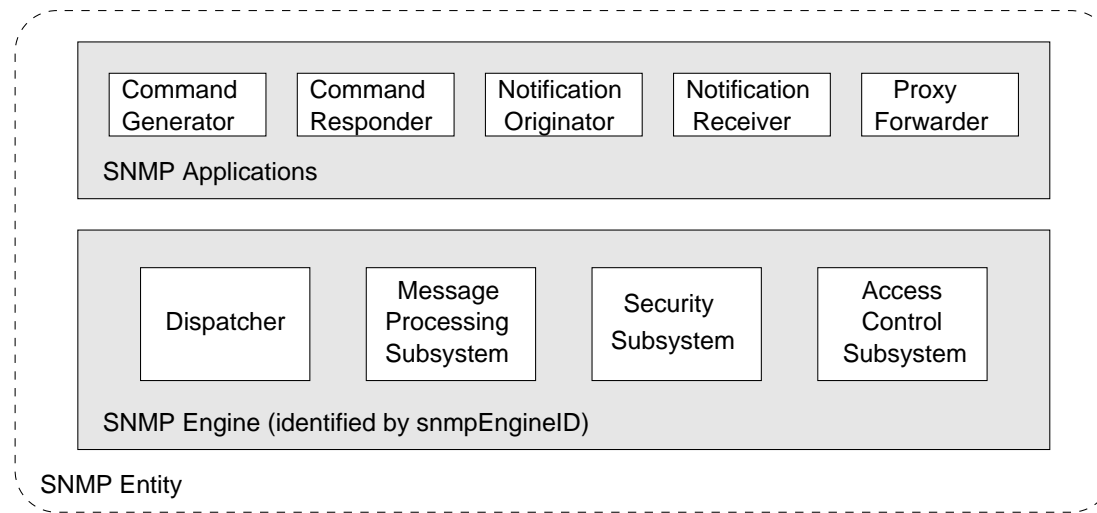 Command
Generator
Command
Responder
Notification
Originator
Notification
Receiver
Proxy
Forwarder
SNMP Applications
Dispatcher
Message
Processing
Subsystem
Security
Subsystem
Access
Control
Subsystem
SNMP Engine (identified by snmpEngineID)
SNMP Entity